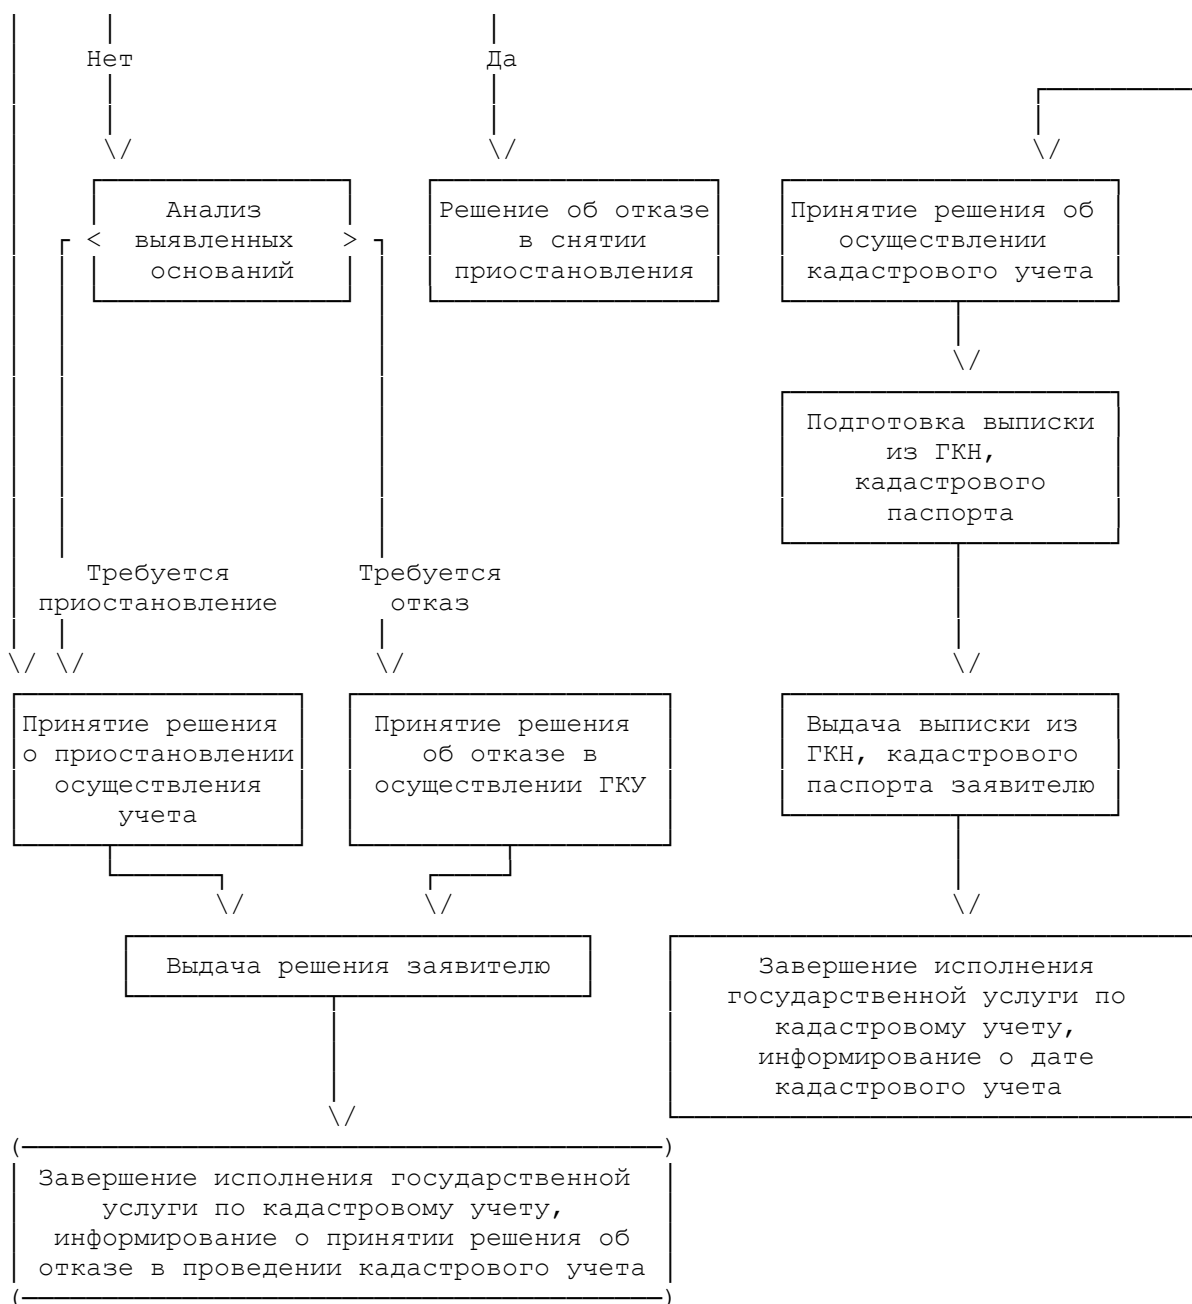 Нет
Да
Анализ
выявленных
оснований
Решение об отказе
в снятии
приостановления
Принятие решения об
осуществлении
кадастрового учета
Подготовка выписки
из ГКН,
кадастрового
паспорта
Требуется
приостановление
Требуется
отказ
Принятие решения
о приостановлении
осуществления
учета
Принятие решения
об отказе в
осуществлении ГКУ
Выдача выписки из
ГКН, кадастрового
паспорта заявителю
Выдача решения заявителю
Завершение исполнения
государственной услуги по
кадастровому учету,
информирование о дате
кадастрового учета
Завершение исполнения государственной
услуги по кадастровому учету,
информирование о принятии решения об
отказе в проведении кадастрового учета